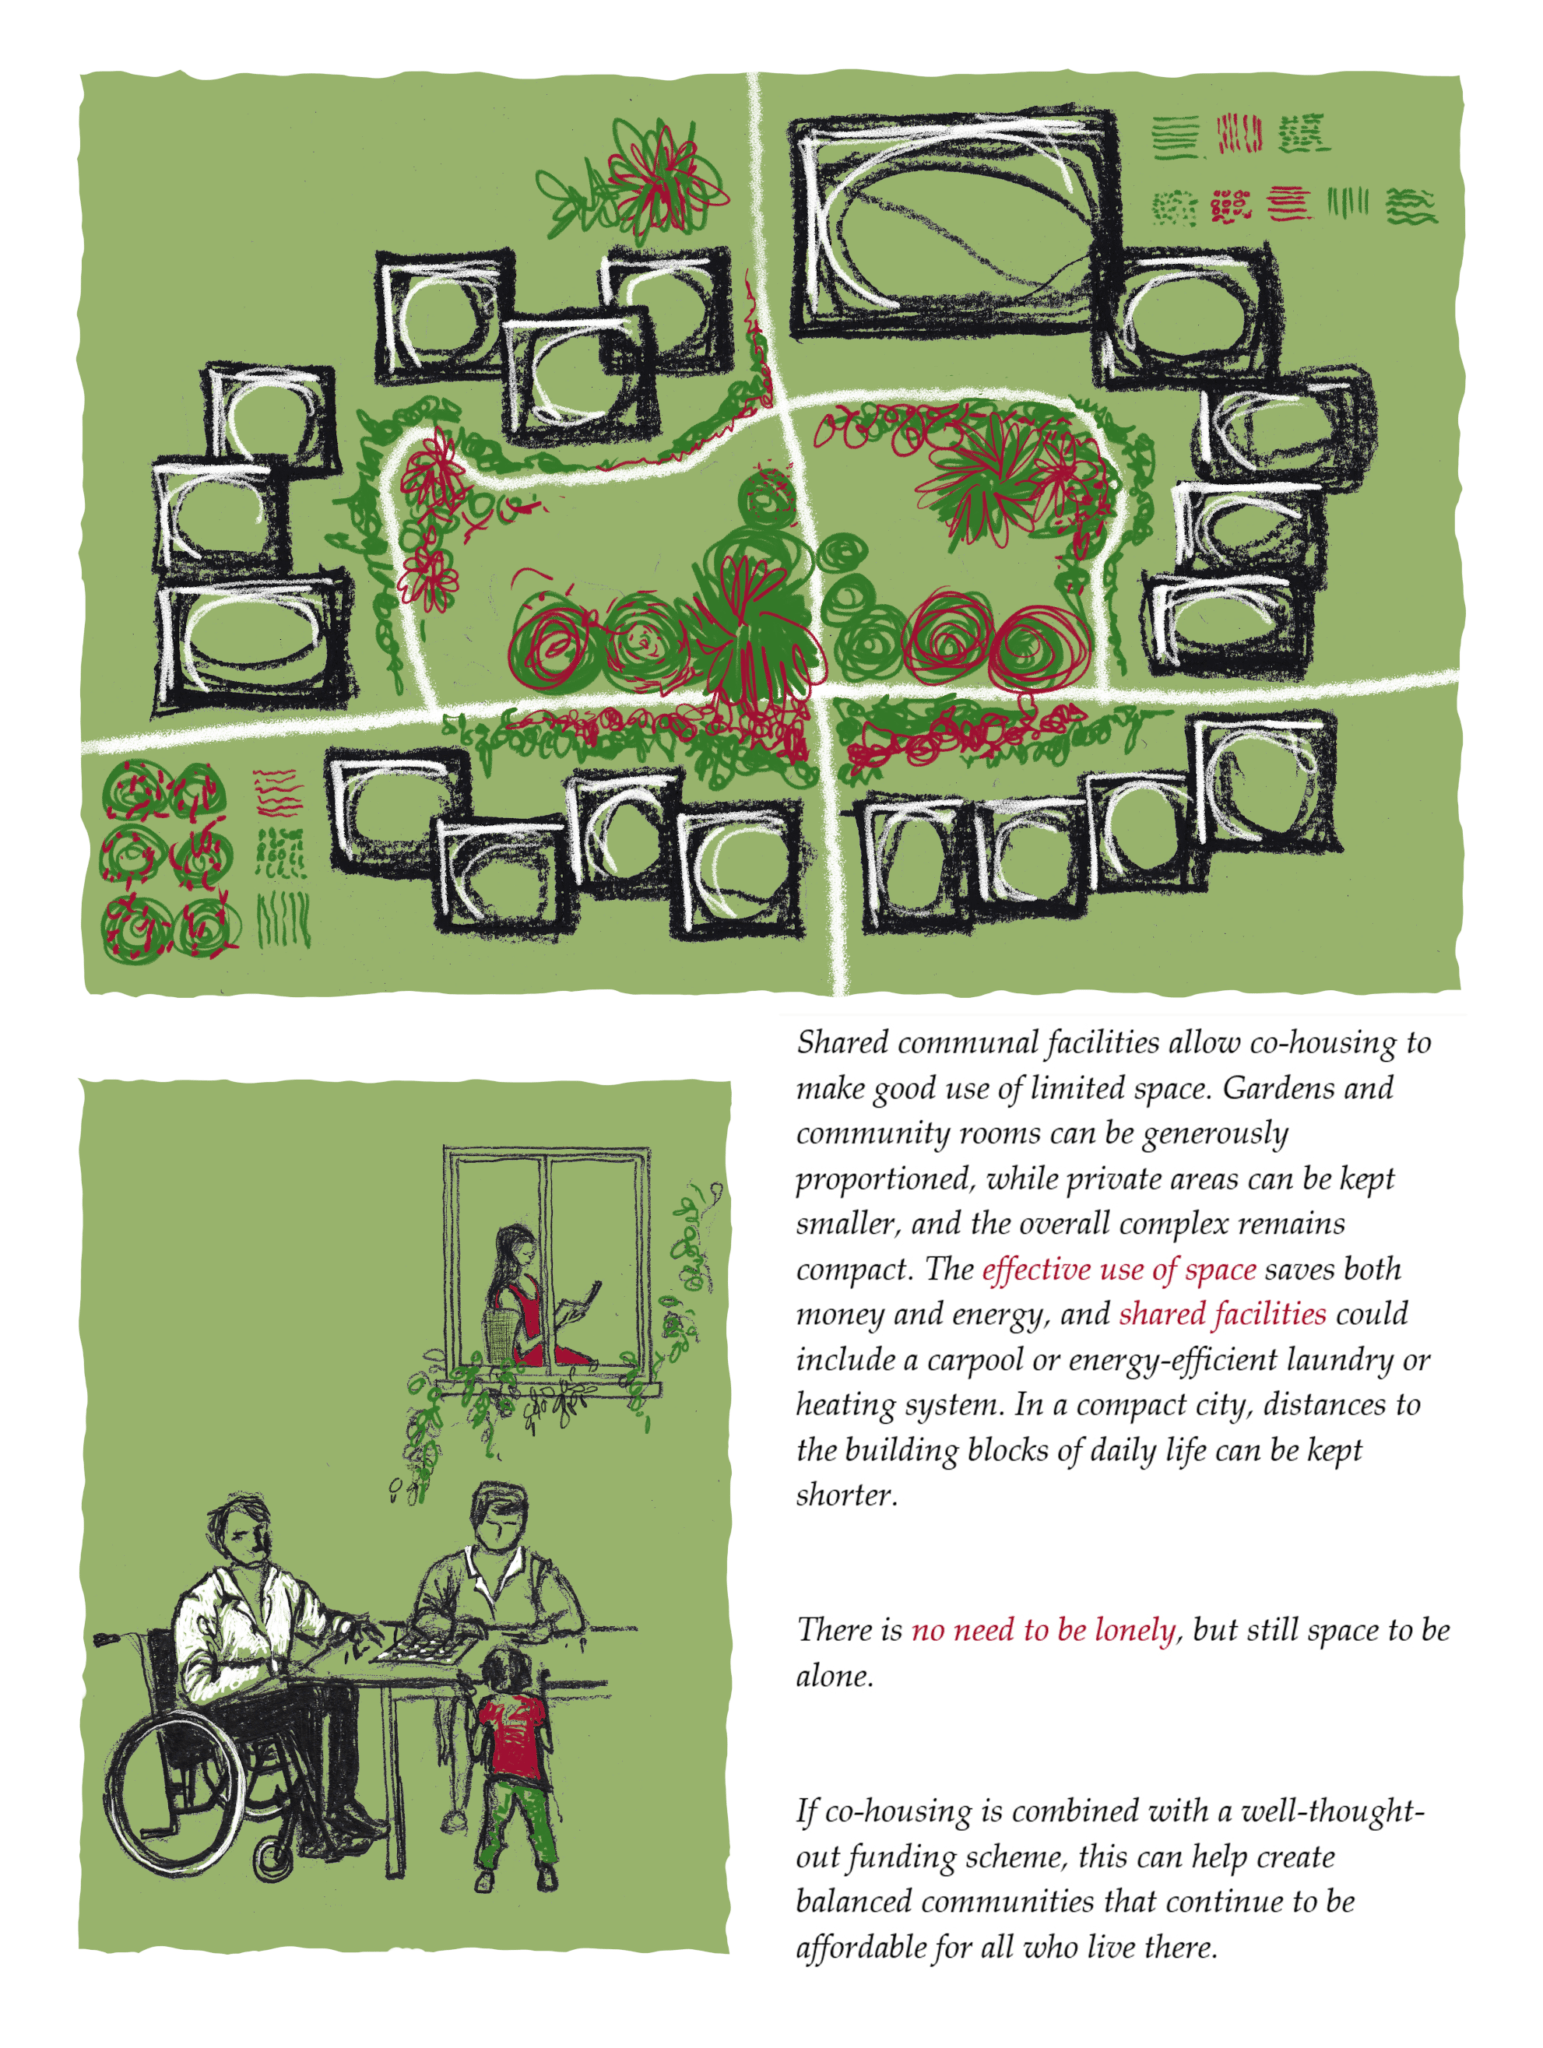 Shared communal facilities allow co-housing to
make good use of limited space. Gardens and
community rooms can be generously
proportioned, while private areas can be kept
smaller, and the overall complex remains
compact. The effective use of space saves both
money and energy, and shared facilities could
include a carpool or energy-efficient laundry or
heating system. In a compact city, distances to
the building blocks of daily life can be kept
shorter.
There is no need to be lonely, but still space to be
alone.
If co-housing is combined with a well-thought-
out funding scheme, this can help create
balanced communities that continue to be
affordable for all who live there.